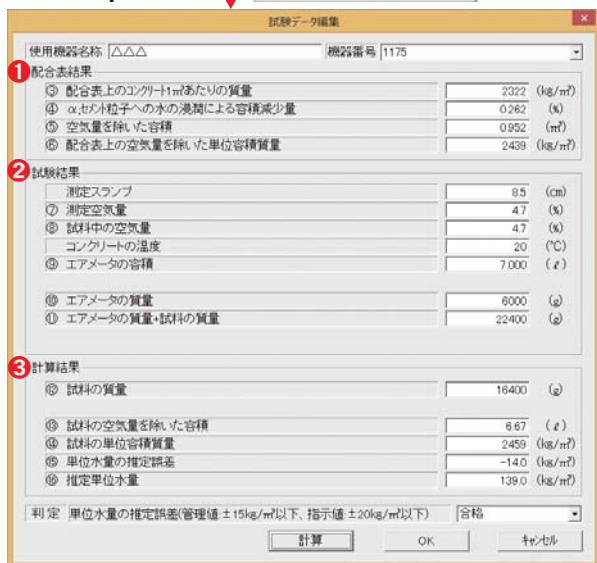 試験データ編集
使用機器名称 △△△ 機器番号 1175
❶配合表結果
③ 配合表上のコンクリート1㎥あたりの質量 2322 (kg/㎥)
④ α,セメント粒子への水の浸潤による容積減少量 0.262 (%)
⑤ 空気量を除いた容積 0.952 (㎥)
⑥ 配合表上の空気量を除いた単位容積質量 2439 (kg/㎥)
❷試験結果
測定スランプ 8.5 (cm)
⑦ 測定空気量 4.7 (%)
⑧ 試料中の空気量 4.7 (%)
コンクリートの温度 20 (℃)
⑨ エアメータの容積 7.000 (ℓ)
⑩ エアメータの質量 6000 (g)
⑪ エアメータの質量+試料の質量 22400 (g)
❸計算結果
⑫ 試料の質量 16400 (g)
⑬ 試料の空気量を除いた容積 6.67 (ℓ)
⑭ 試料の単位容積質量 2459 (kg/㎥)
⑮ 単位水量の推定誤差 -14.0 (kg/㎥)
⑯ 推定単位水量 139.0 (kg/㎥)
判定 単位水量の推定誤差(管理値:±15kg/㎥以下、指示値:±20kg/㎥以下) 合格
計算 OK キャンセル